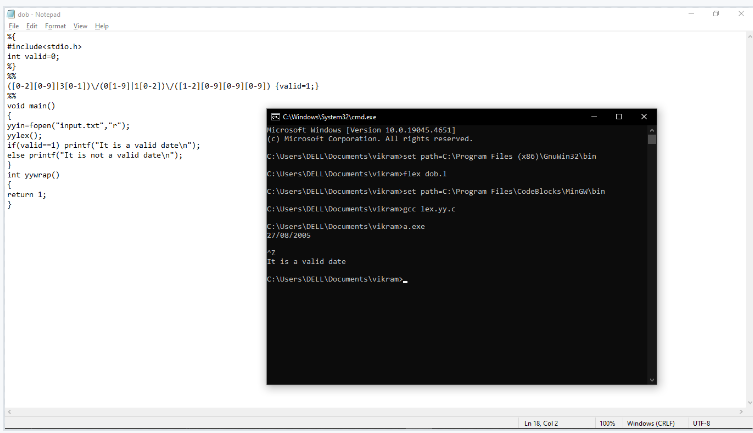 dob - Notepad
File Edit Format View Help
%{
#include<stdio.h>
int valid=0;
%}
%%
([0-2][0-9]|3[0-1])\/(0[1-9]|1[0-2])\/([1-2][0-9][0-9][0-9]) {valid=1;}
%%
void main()
{
yyin=fopen("input.txt","r");
yylex();
if(valid==1) printf("It is a valid date\n");
else printf("It is not a valid date\n");
}
int yywrap()
{
return 1;
}
C:\Windows\System32\cmd.exe
Microsoft Windows [Version 10.0.19045.4651]
(c) Microsoft Corporation. All rights reserved.
C:\Users\DELL\Documents\vikram>set path=C:\Program Files (x86)\GnuWin32\bin
C:\Users\DELL\Documents\vikram>flex dob.l
C:\Users\DELL\Documents\vikram>set path=C:\Program Files\CodeBlocks\MinGW\bin
C:\Users\DELL\Documents\vikram>gcc lex.yy.c
C:\Users\DELL\Documents\vikram>a.exe
27/08/2005
^Z
It is a valid date
C:\Users\DELL\Documents\vikram>
Ln 18, Col 2 100% Windows (CRLF) UTF-8